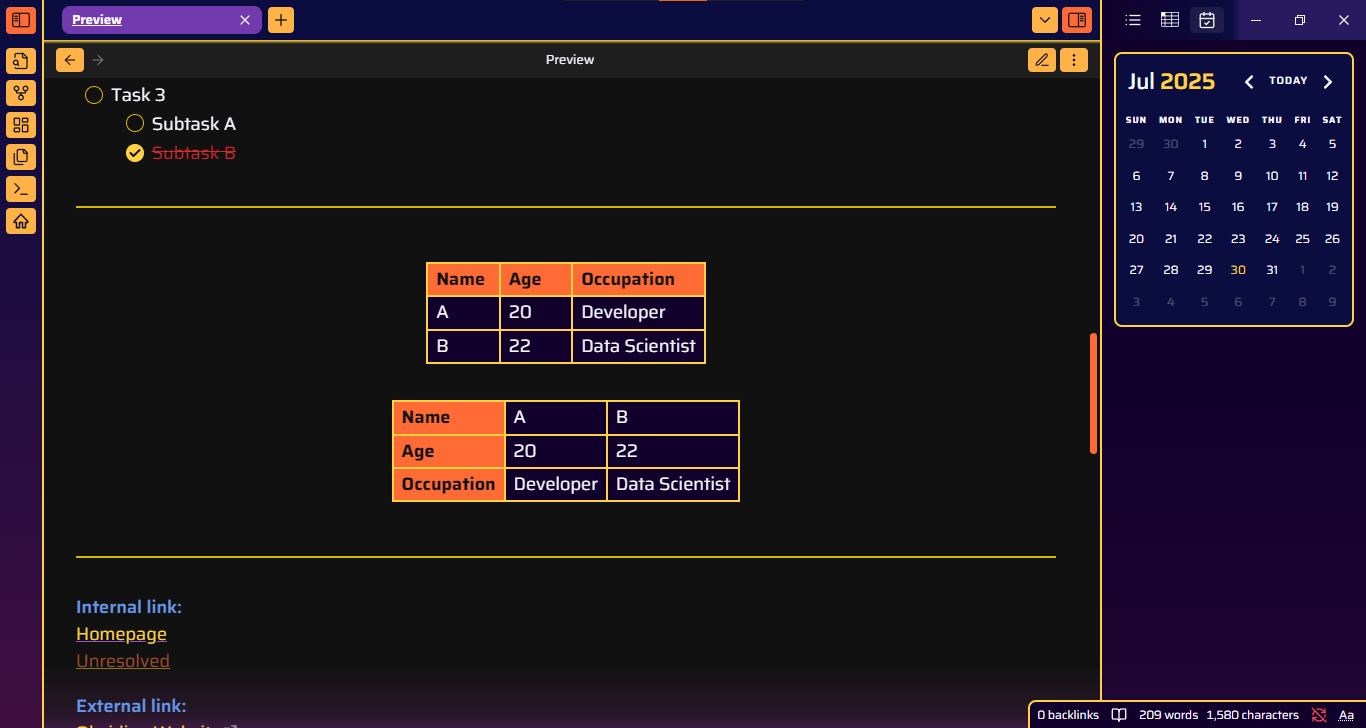 Preview
Preview
Task 3
Subtask A
Subtask B
Name Age Occupation
A 20 Developer
B 22 Data Scientist
Name A B
Age 20 22
Occupation Developer Data Scientist
Internal link:
Homepage
Unresolved
External link:
Obsidian Website
Jul 2025
TODAY
SUN MON TUE WED THU FRI SAT
29 30 1 2 3 4 5
6 7 8 9 10 11 12
13 14 15 16 17 18 19
20 21 22 23 24 25 26
27 28 29 30 31 1 2
3 4 5 6 7 8 9
0 backlinks 209 words 1,580 characters Aa